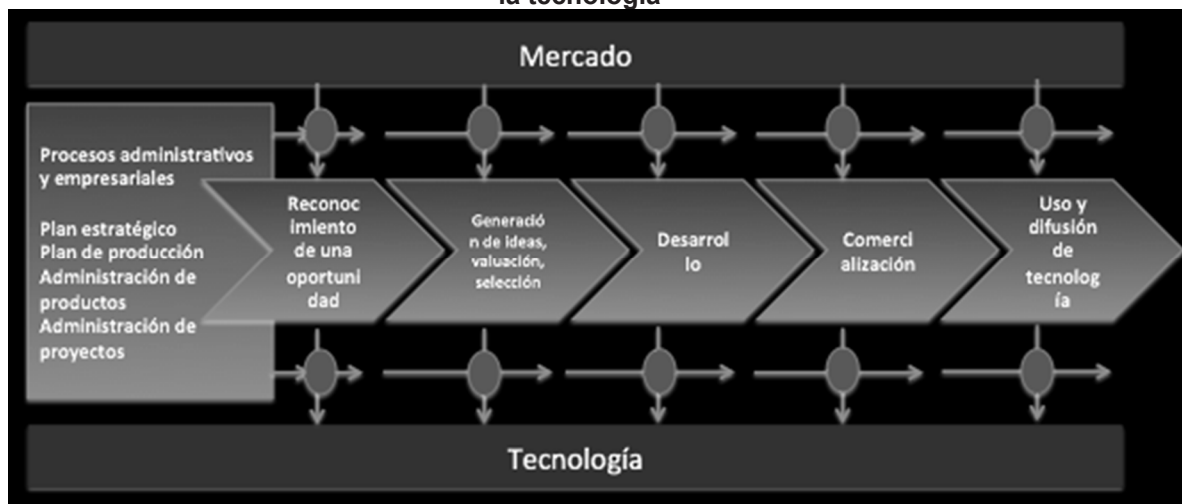 la tecnología
Mercado
Procesos administrativos
y empresariales
Plan estratégico
Plan de producción
Administración de
productos
Administración de
proyectos
Reconoc
imiento
de una
oportuni
dad
Generació
n de ideas,
valuación,
selección
Desarrol
lo
Comerci
alización
Uso y
difusión
de
tecnolog
ía
Tecnología